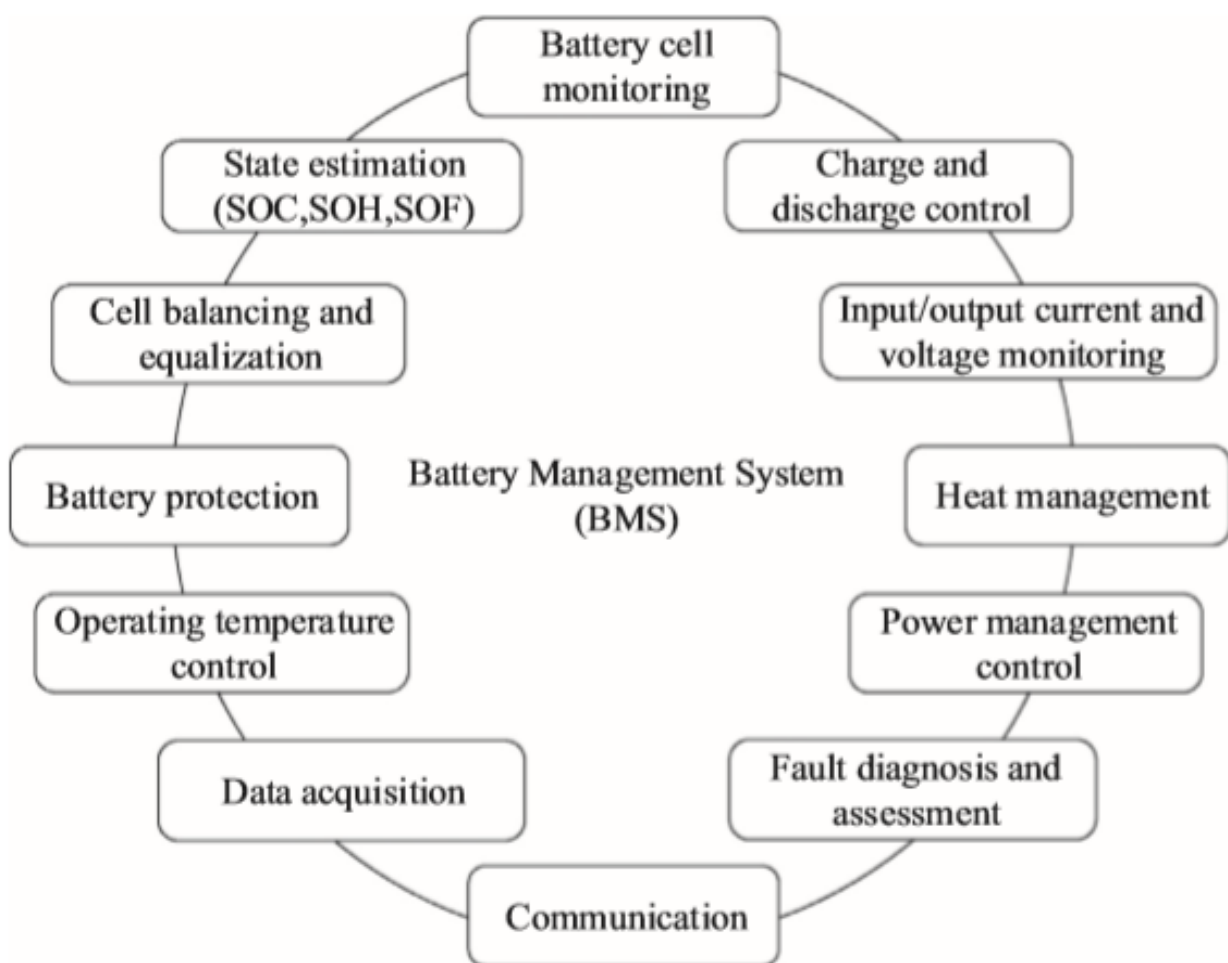 Battery cell
monitoring
State estimation
(SOC,SOH,SOF)
Charge and
discharge control
Cell balancing and
equalization
Input/output current and
voltage monitoring
Battery protection
Battery Management System
(BMS)
Heat management
Operating temperature
control
Power management
control
Data acquisition
Fault diagnosis and
assessment
Communication